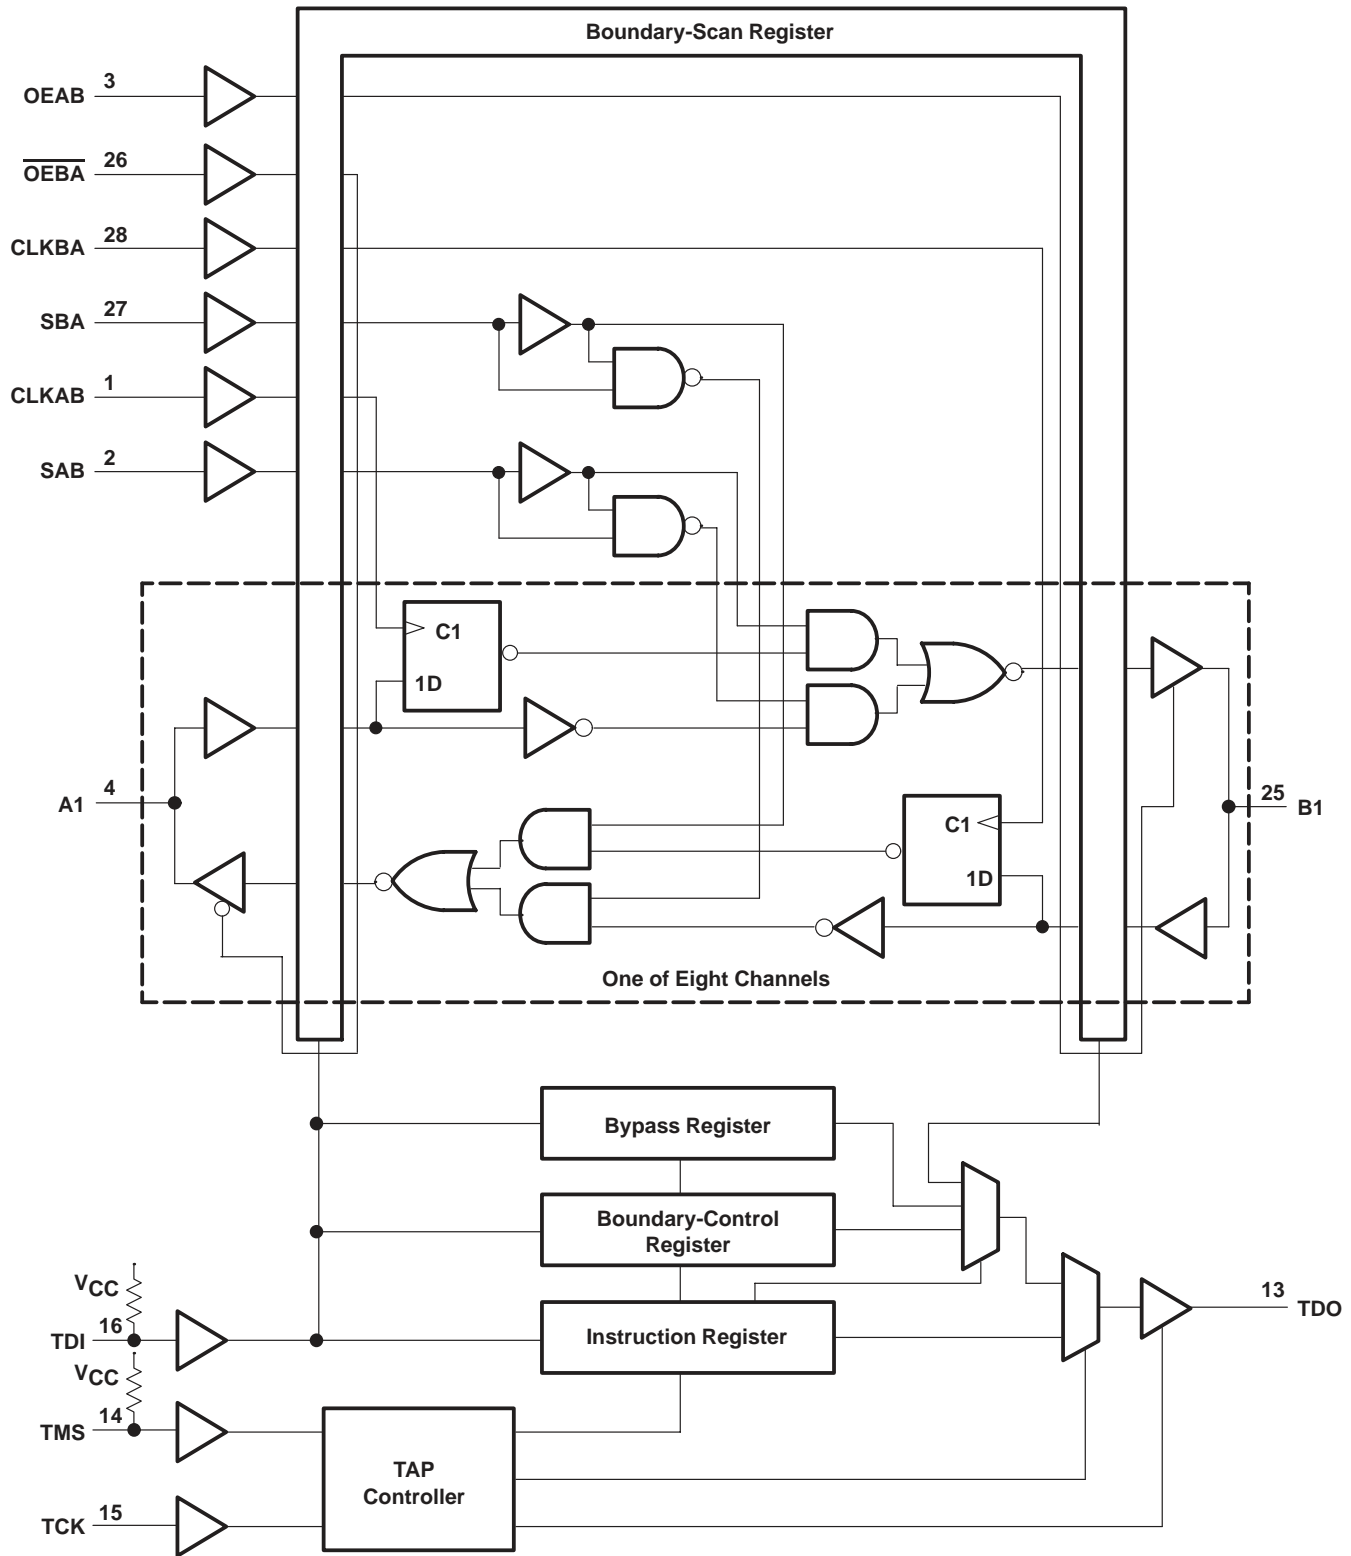 Boundary-Scan Register
OEAB 3
OEBA 26
CLKBA 28
SBA 27
CLKAB 1
SAB 2
C1
1D
A1 4
C1
1D
25 B1
One of Eight Channels
Bypass Register
Boundary-Control
Register
VCC
TDI 16
Instruction Register
13 TDO
VCC
TMS 14
TAP
Controller
TCK 15